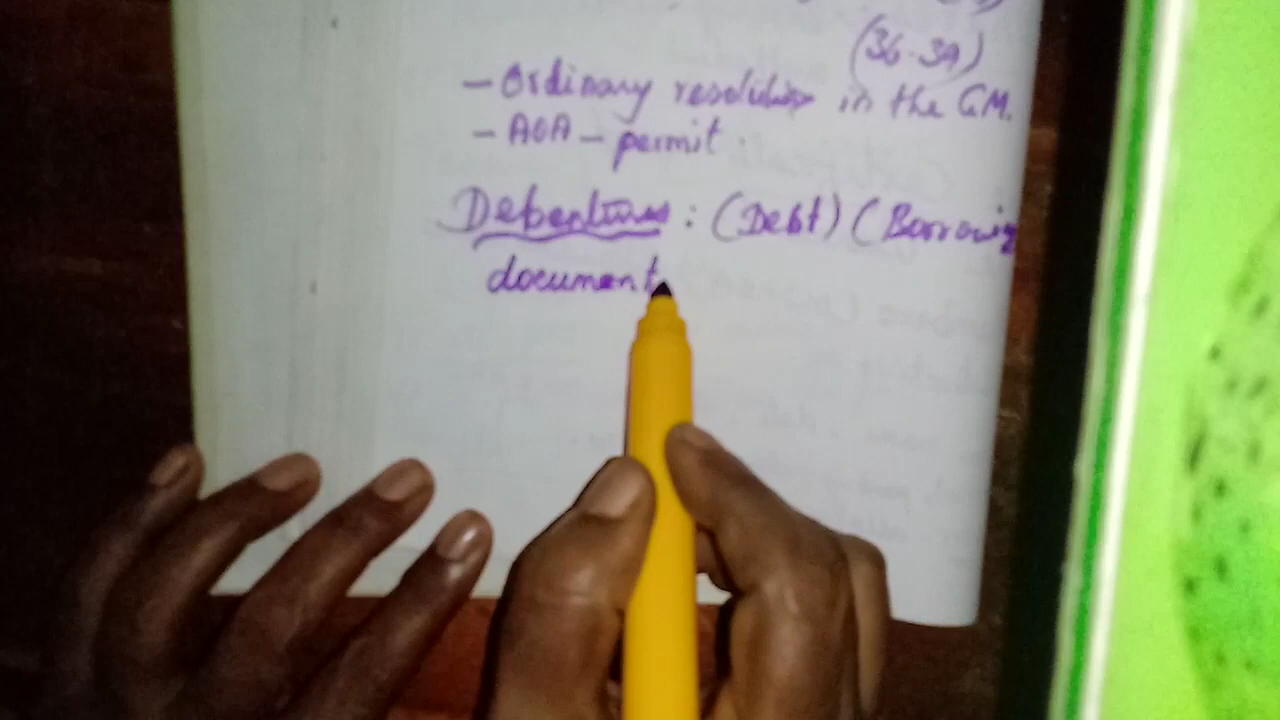 (36-39)
- Ordinary resolution in the GM.
- AOA - permit.
Debentures : (Debt) (Borrowing
document